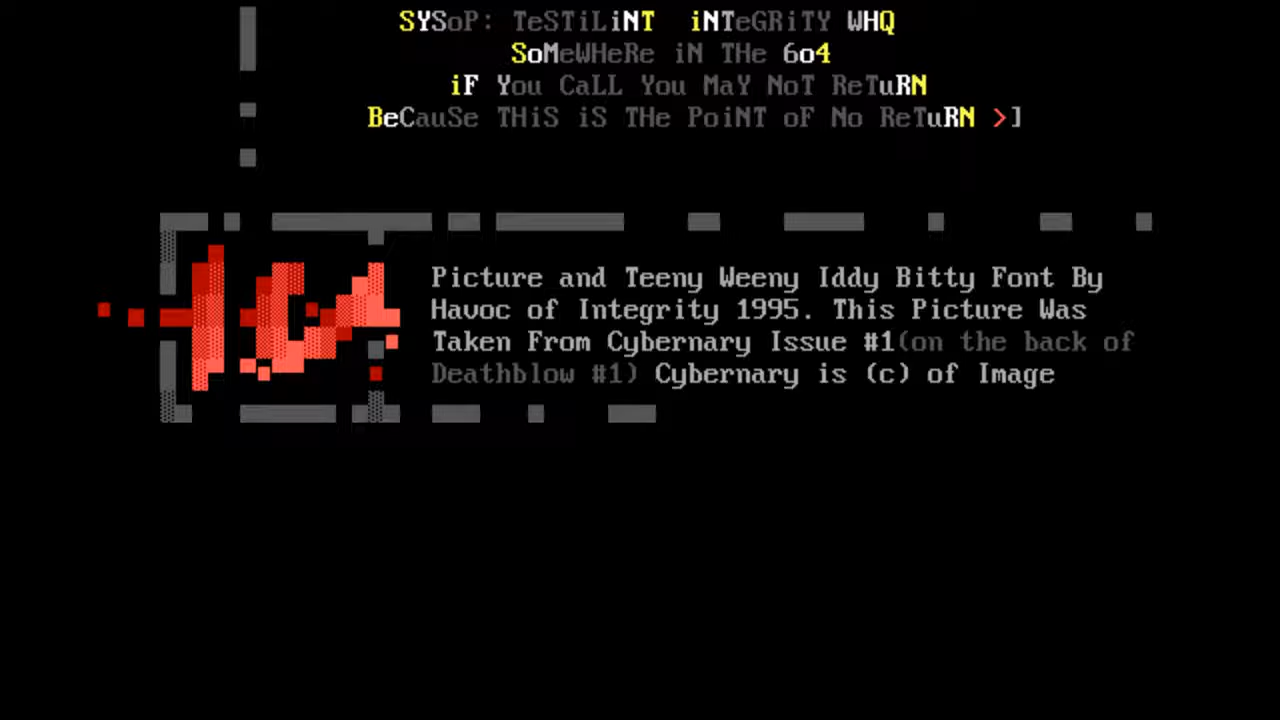 SYSoP: TeSTiLiNT iNTeGRiTY WHQ
SoMeWHeRe iN THe 6o4
iF You CaLL You MaY NoT ReTuRN
BeCauSe THiS iS THe PoiNT oF No ReTuRN >]
Picture and Teeny Weeny Iddy Bitty Font By
Havoc of Integrity 1995. This Picture Was
Taken From Cybernary Issue #1(on the back of
Deathblow #1) Cybernary is (c) of Image